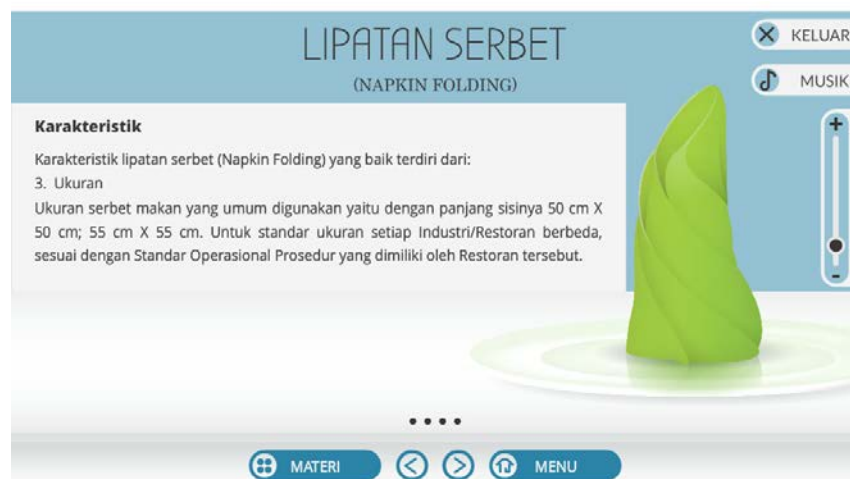 LIPATAN SERBET
(NAPKIN FOLDING)
KELUAR
MUSIK
Karakteristik
Karakteristik lipatan serbet (Napkin Folding) yang baik terdiri dari:
3. Ukuran
Ukuran serbet makan yang umum digunakan yaitu dengan panjang sisinya 50 cm X
50 cm; 55 cm X 55 cm. Untuk standar ukuran setiap Industri/Restoran berbeda,
sesuai dengan Standar Operasional Prosedur yang dimiliki oleh Restoran tersebut.
MATERI
MENU